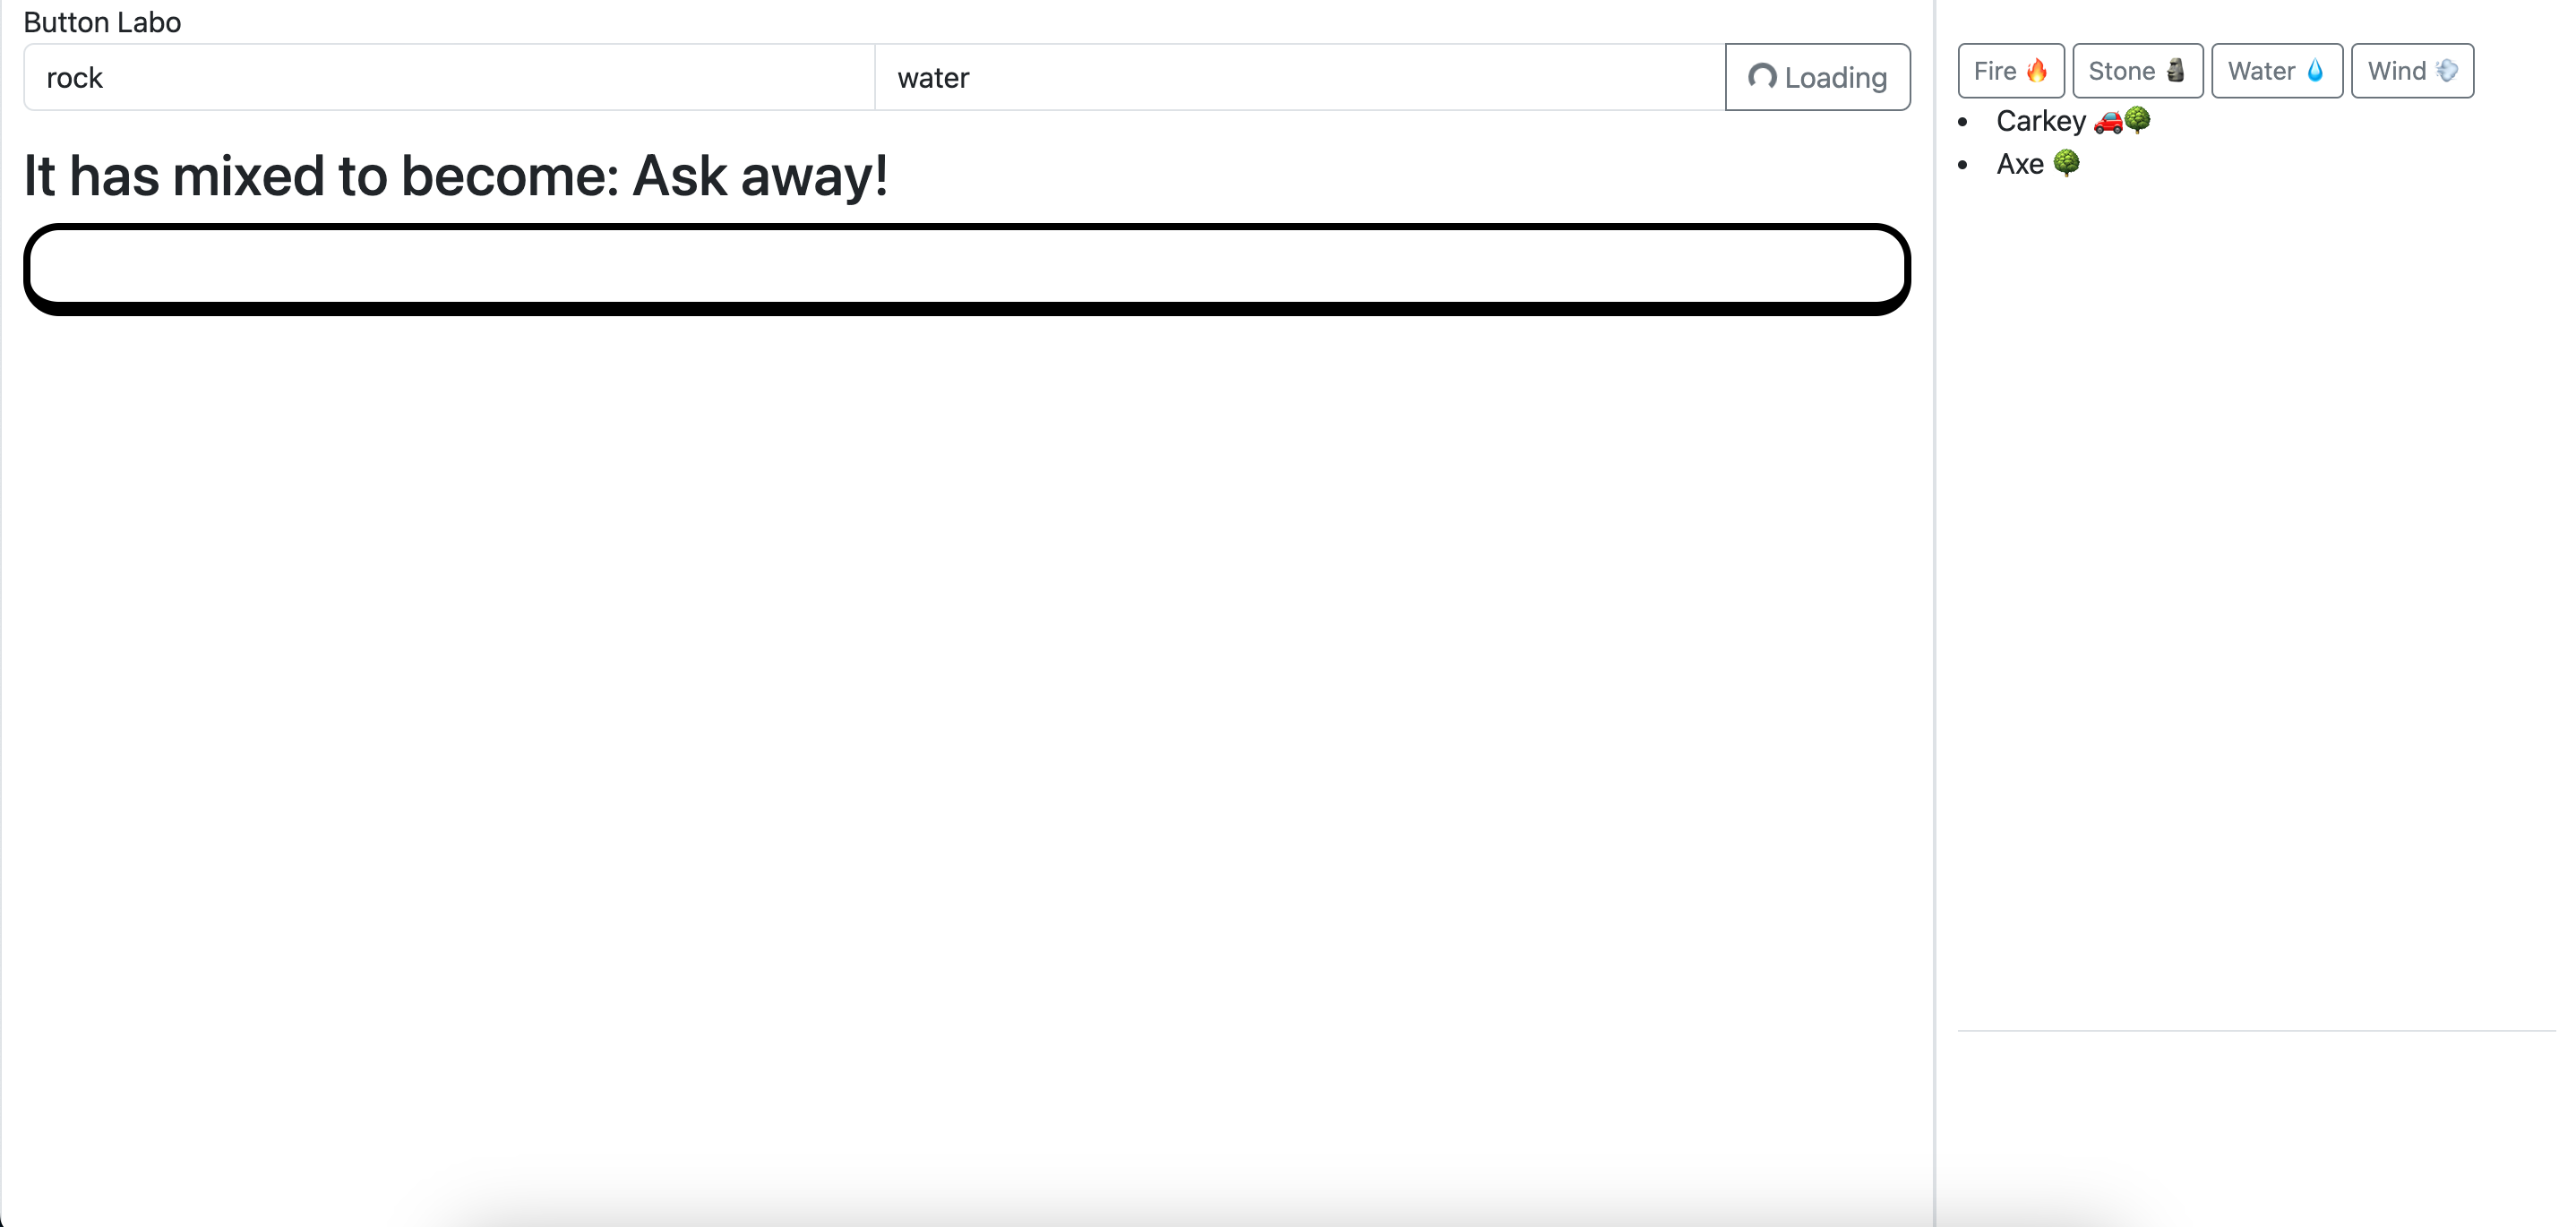 Button Labo
rock water Loading
It has mixed to become: Ask away!
Fire 🔥 Stone 🗿 Water 💧 Wind 💨
• Carkey 🚗🌳
• Axe 🌳